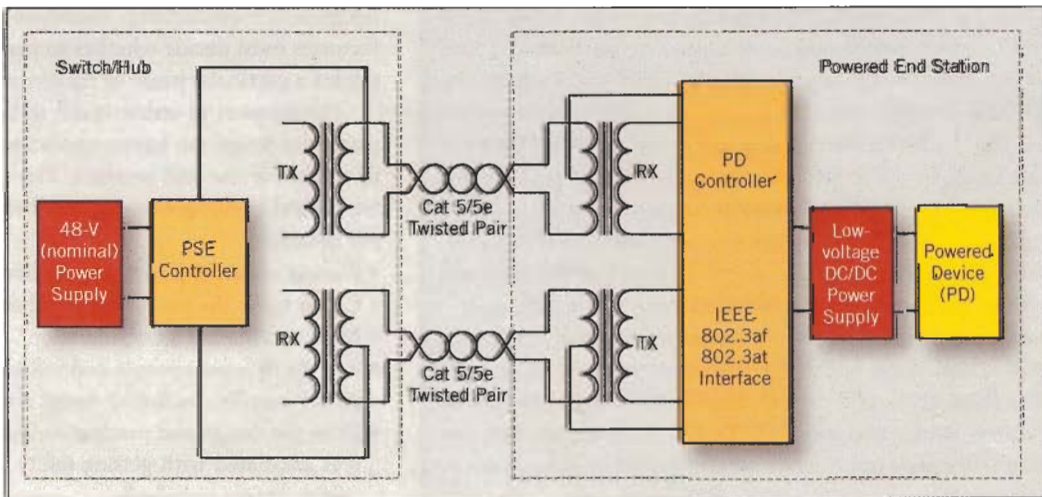 Switch/Hub
Powered End Station
48-V
(nominal)
Power
Supply
PSE
Controller
TX
Cat 5/5e
Twisted Pair
RX
PD
Controller
IEEE
802.3af
802.3at
Interface
Low-
voltage
DC/DC
Power
Supply
Powered
Device
(PD)
RX
Cat 5/5e
Twisted Pair
TX